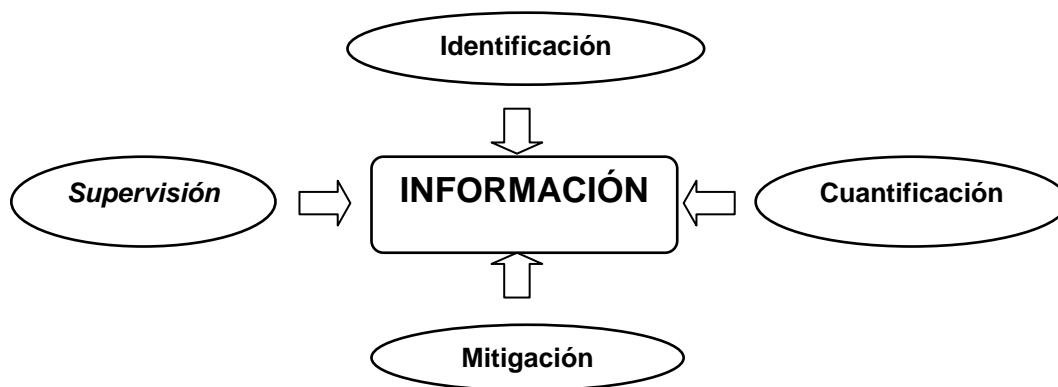 Identificación
Supervisión
INFORMACIÓN
Cuantificación
Mitigación